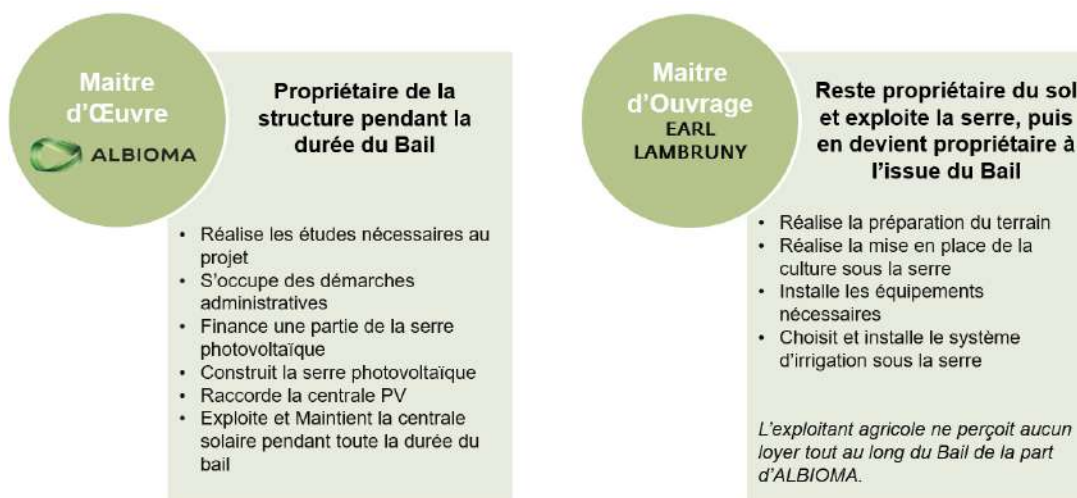 Maitre
d'Œuvre
ALBIOMA
Propriétaire de la
structure pendant la
durée du Bail
• Réalise les études nécessaires au
projet
• S'occupe des démarches
administratives
• Finance une partie de la serre
photovoltaïque
• Construit la serre photovoltaïque
• Raccorde la centrale PV
• Exploite et Maintient la centrale
solaire pendant toute la durée du
bail
Maitre
d'Ouvrage
EARL
LAMBRUNY
Reste propriétaire du sol
et exploite la serre, puis
en devient propriétaire à
l'issue du Bail
• Réalise la préparation du terrain
• Réalise la mise en place de la
culture sous la serre
• Installe les équipements
nécessaires
• Choisit et installe le système
d'irrigation sous la serre
L'exploitant agricole ne perçoit aucun
loyer tout au long du Bail de la part
d'ALBIOMA.